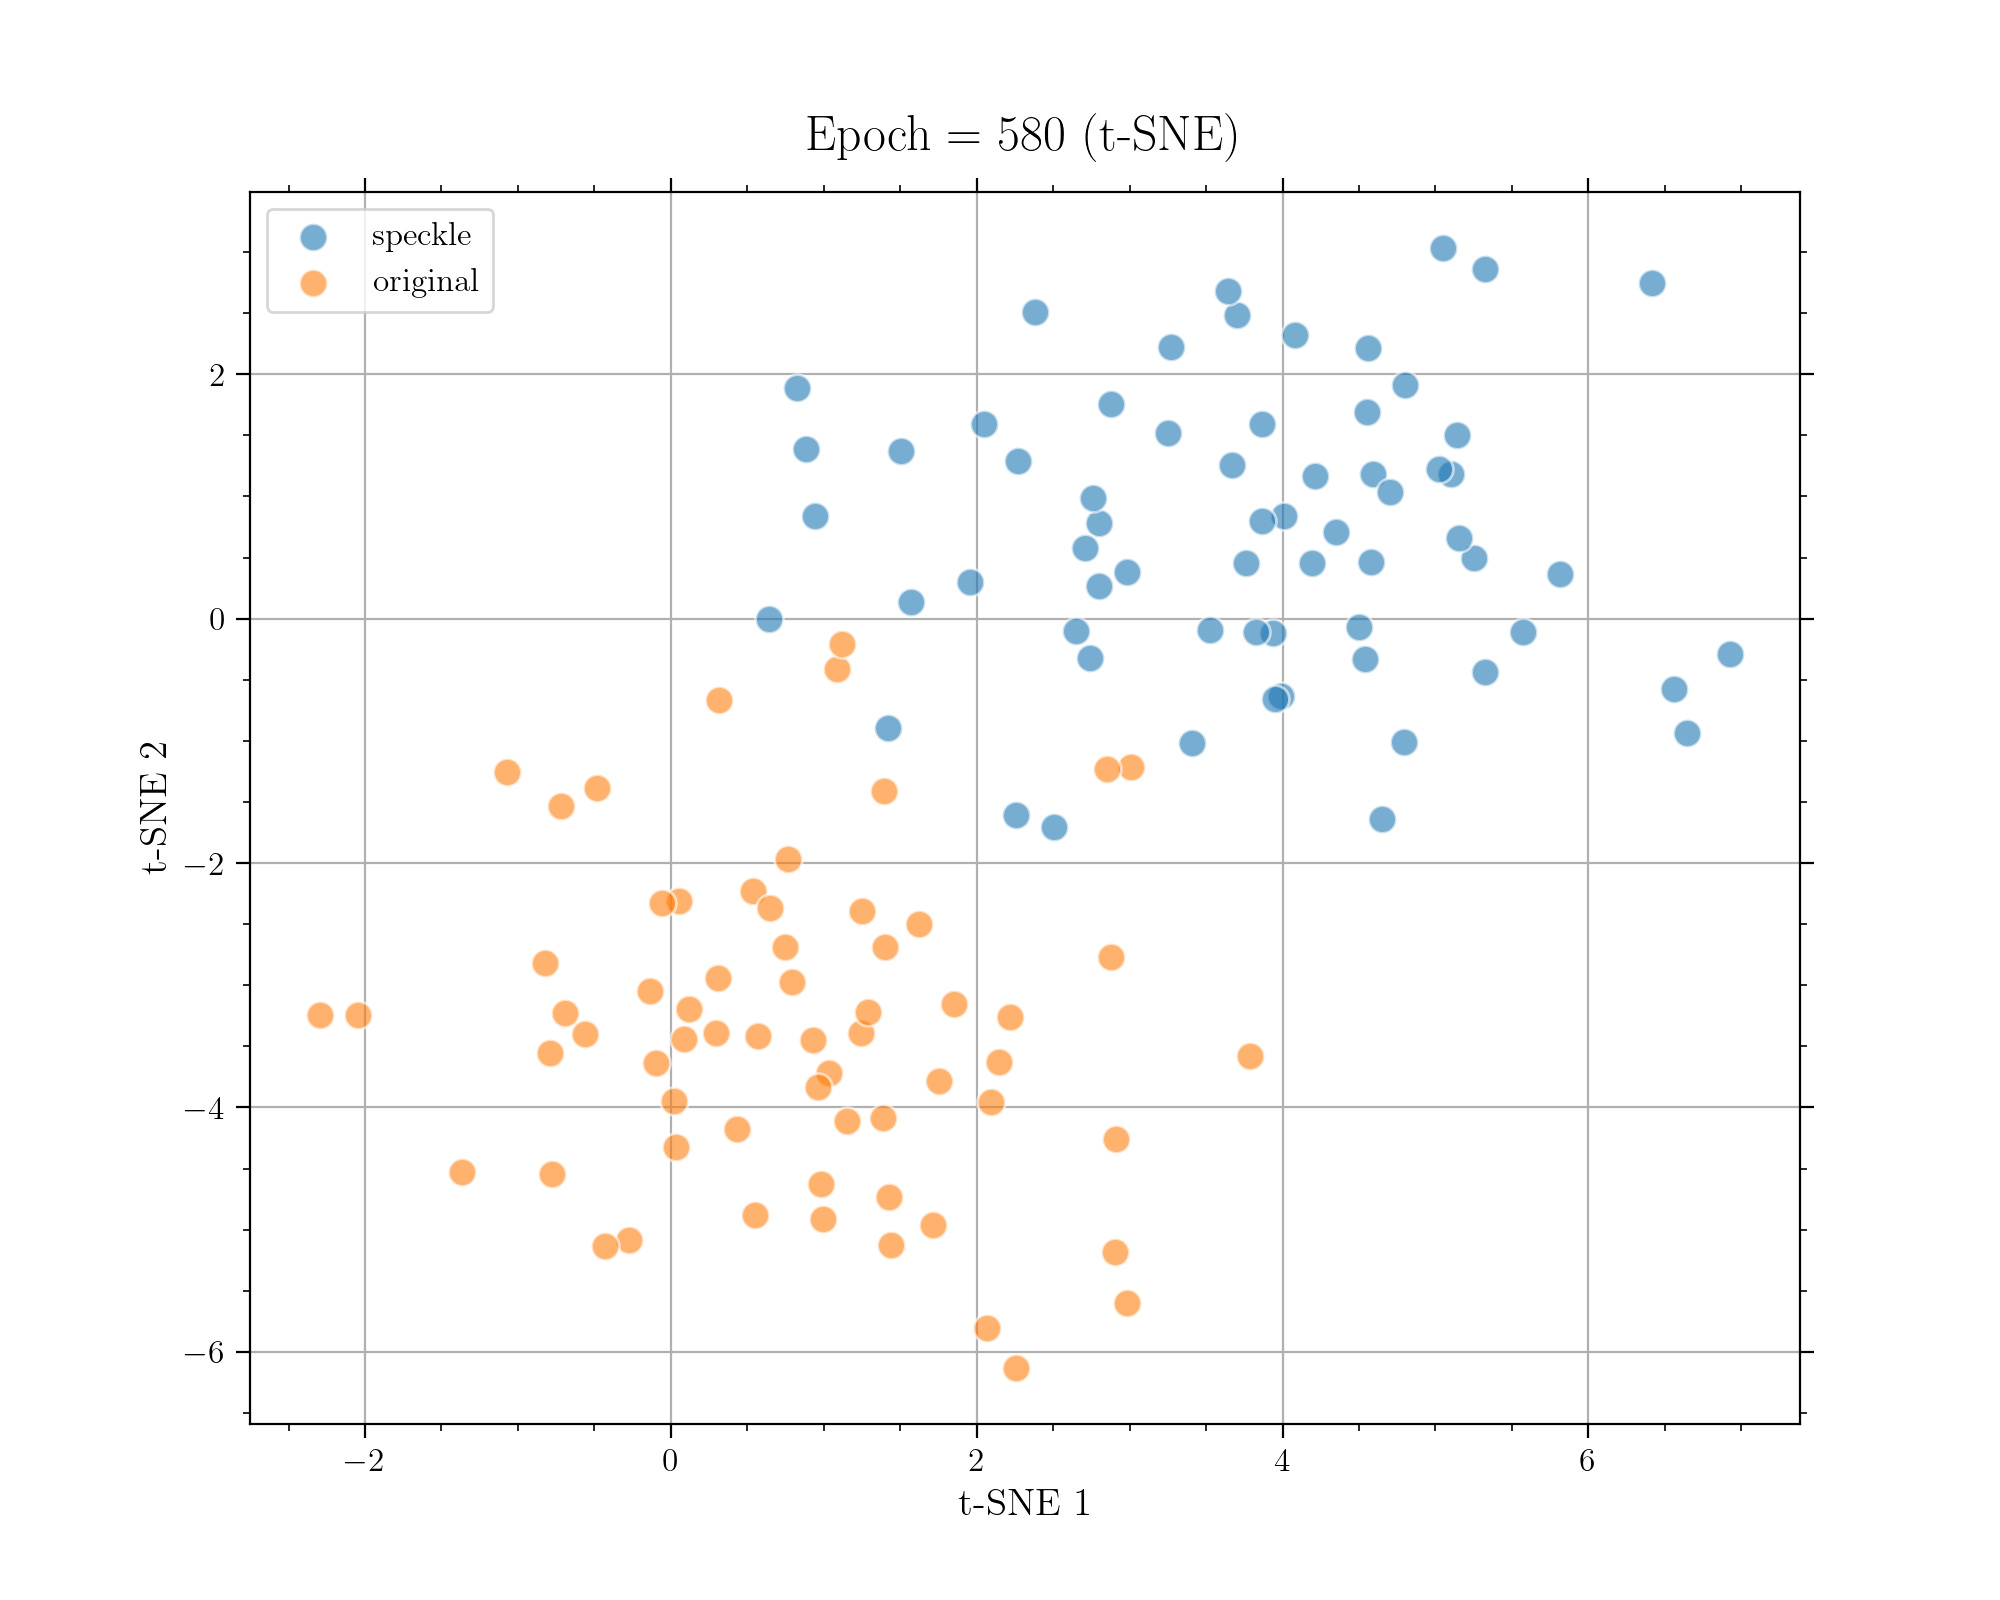 Epoch = 580 (t-SNE)
speckle
original
2
0
−2
−4
−6
t-SNE 2
−2 0 2 4 6
t-SNE 1